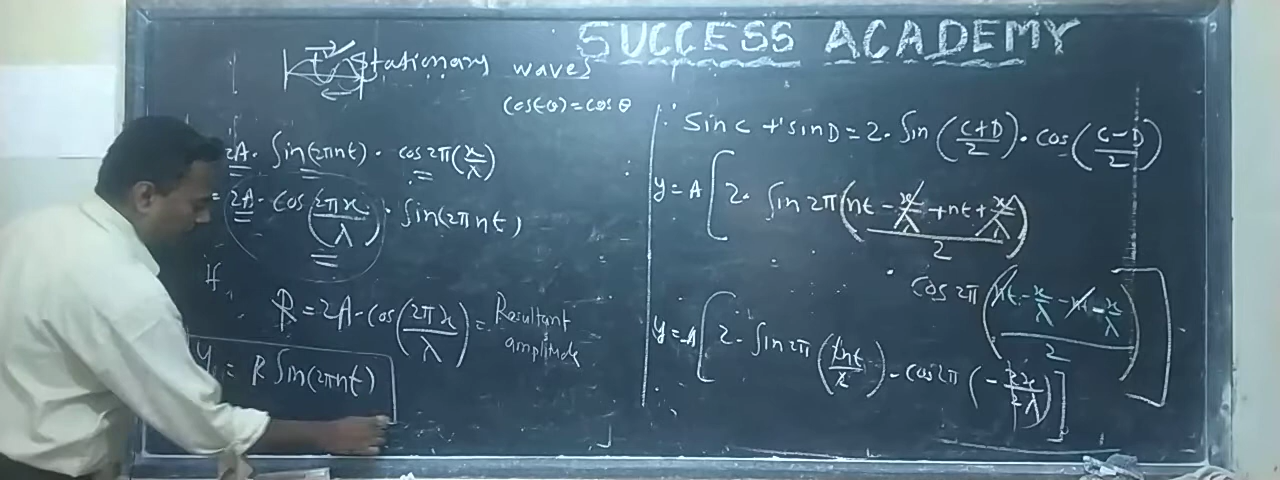 SUCCESS ACADEMY
Stationary waves
Cos(-θ) = cos θ
2A · Sin(2πnt) · cos 2π(x/λ)
= 2A · cos (2πx/λ) · Sin(2πnt)
if,
R = 2A · cos(2πx/λ) = Resultant amplitude
y = R Sin(2πnt)
∵ Sin C + sin D = 2 · Sin (C+D/2) · cos (C-D/2)
y = A [2 · Sin 2π (nt - x/λ + nt + x/λ / 2)
· cos 2π (nt - x/λ - nt - x/λ / 2)]
y = A [2 · Sin 2π (2nt/2) · cos 2π (- 2x/2λ)]